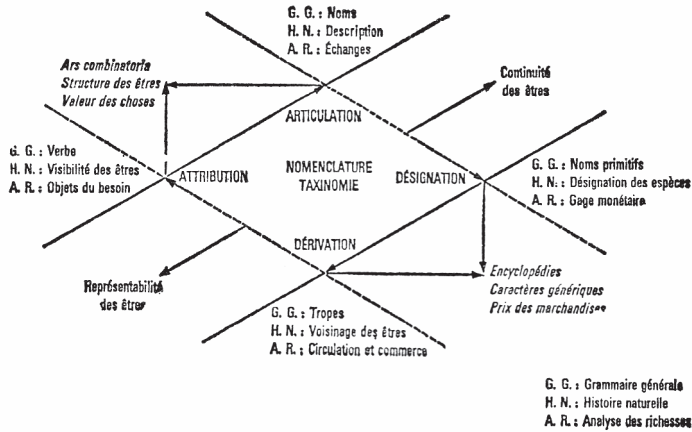 G. G. : Noms
H. N. : Description
A. R. : Échanges
Ars combinatoria
Structure des êtres
Valeur des choses
Continuité
des êtres
ARTICULATION
G. G. : Verbe
H. N. : Visibilité des êtres
A. R. : Objets du besoin
ATTRIBUTION
NOMENCLATURE
TAXINOMIE
DÉSIGNATION
G. G. : Noms primitifs
H. N. : Désignation des espèces
A. R. : Gage monétaire
DÉRIVATION
Représentabilité
des êtres
Encyclopédies
Caractères génériques
Prix des marchandises
G. G. : Tropes
H. N. : Voisinage des êtres
A. R. : Circulation et commerce
G. G. : Grammaire générale
H. N. : Histoire naturelle
A. R. : Analyse des richesses